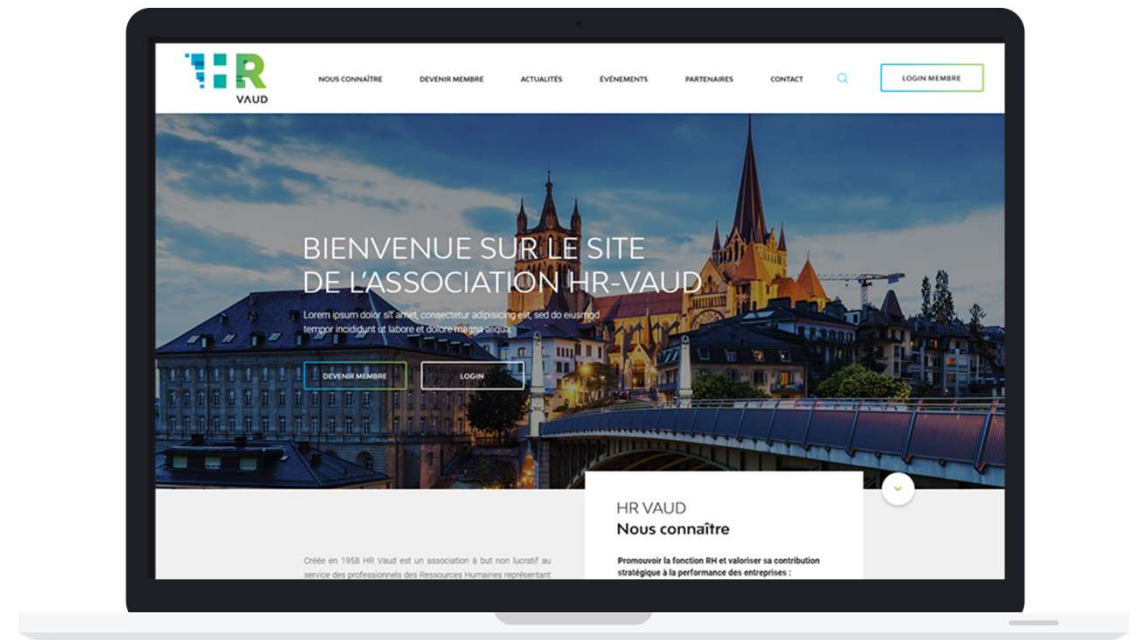 HR
VAUD
NOUS CONNAÎTRE
DEVENIR MEMBRE
ACTUALITÉS
ÉVÉNEMENTS
PARTENAIRES
CONTACT
LOGIN MEMBRE
BIENVENUE SUR LE SITE
DE L'ASSOCIATION HR-VAUD
Lorem ipsum dolor sit amet, consectetur adipisicing elit, sed do eiusmod
tempor incididunt ut labore et dolore magna aliqua.
DEVENIR MEMBRE
LOGIN
HR VAUD
Nous connaître
Créée en 1958 HR Vaud est un association à but non lucratif au
service des professionnels des Ressources Humaines représentant
Promouvoir la fonction RH et valoriser sa contribution
stratégique à la performance des entreprises :